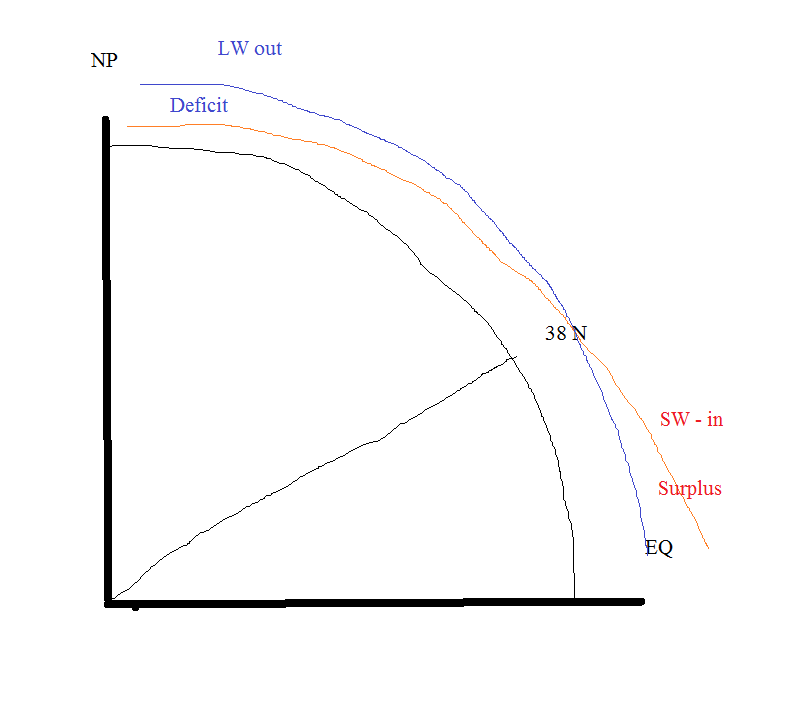 LW out
NP
Deficit
38 N
SW - in
Surplus
EQ